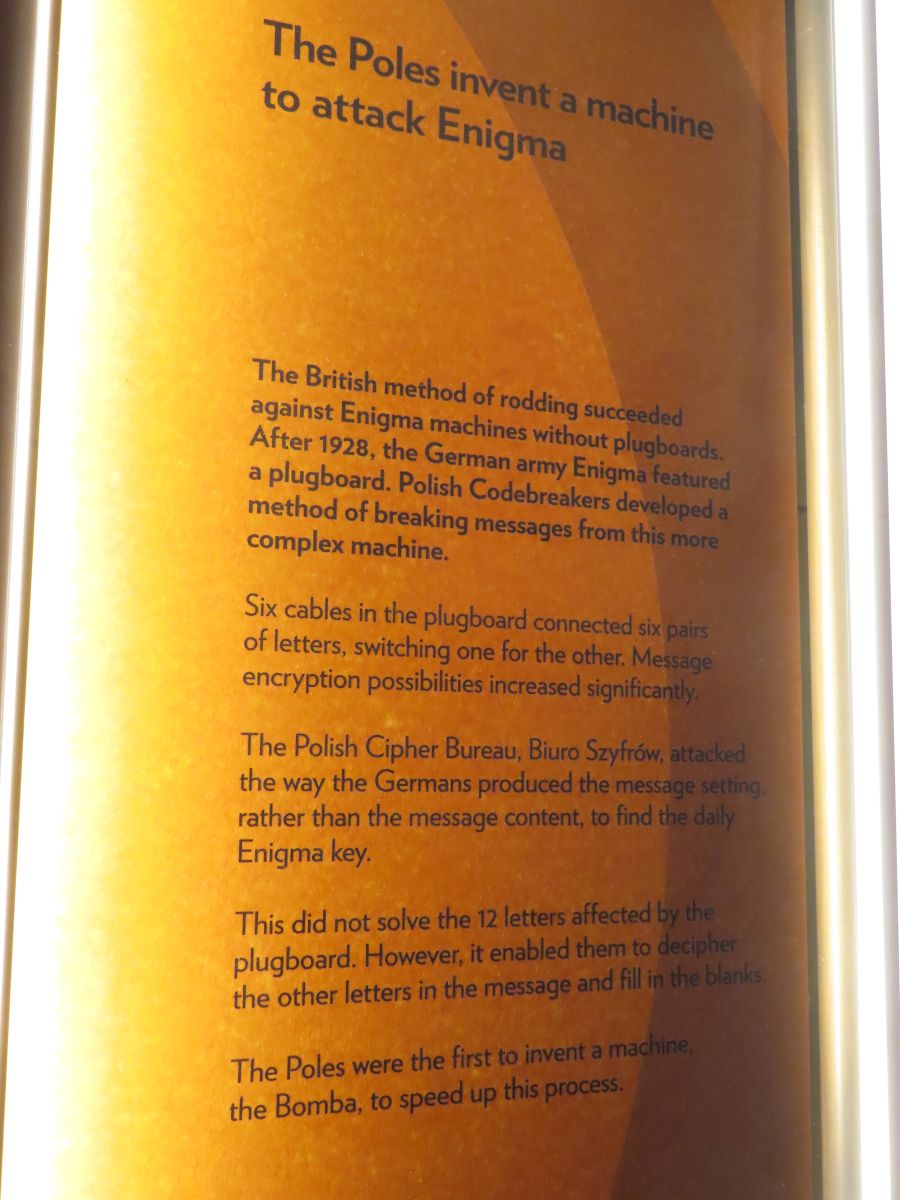 The Poles invent a machine
to attack Enigma
The British method of rodding succeeded
against Enigma machines without plugboards.
After 1928, the German army Enigma featured
a plugboard. Polish Codebreakers developed a
method of breaking messages from this more
complex machine.
Six cables in the plugboard connected six pairs
of letters, switching one for the other. Message
encryption possibilities increased significantly.
The Polish Cipher Bureau, Biuro Szyfrów, attacked
the way the Germans produced the message setting,
rather than the message content, to find the daily
Enigma key.
This did not solve the 12 letters affected by the
plugboard. However, it enabled them to decipher
the other letters in the message and fill in the blanks.
The Poles were the first to invent a machine,
the Bomba, to speed up this process.